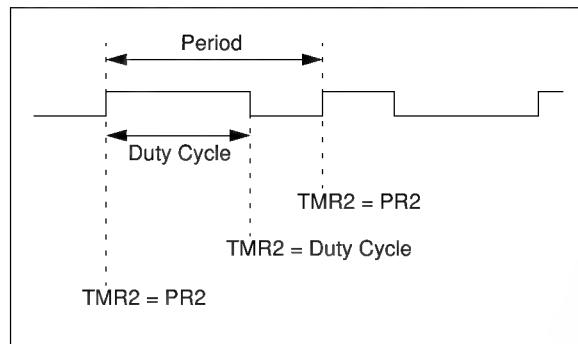 Period
Duty Cycle
TMR2 = PR2
TMR2 = Duty Cycle
TMR2 = PR2